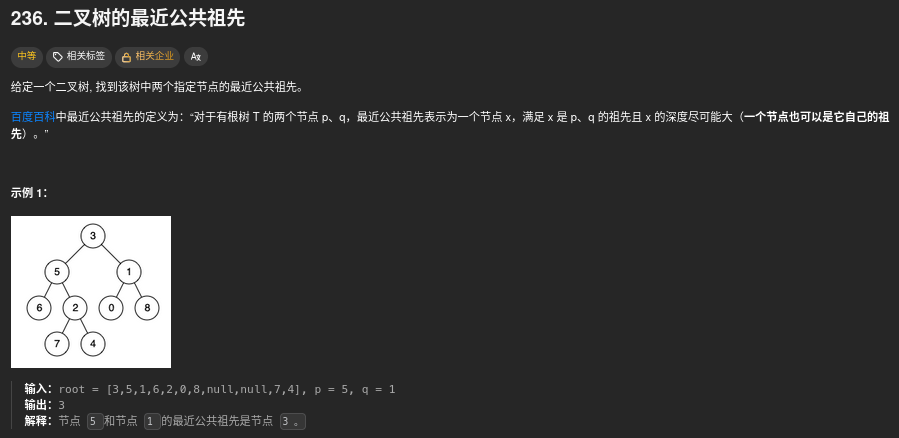 236. 二叉树的最近公共祖先
中等 相关标签 相关企业 Ax
给定一个二叉树, 找到该树中两个指定节点的最近公共祖先。
百度百科中最近公共祖先的定义为：“对于有根树 T 的两个节点 p、q，最近公共祖先表示为一个节点 x，满足 x 是 p、q 的祖先且 x 的深度尽可能大（一个节点也可以是它自己的祖
先）。”
示例 1：
3
5 1
6 2 0 8
7 4
输入：root = [3,5,1,6,2,0,8,null,null,7,4], p = 5, q = 1
输出：3
解释：节点 5 和节点 1 的最近公共祖先是节点 3 。